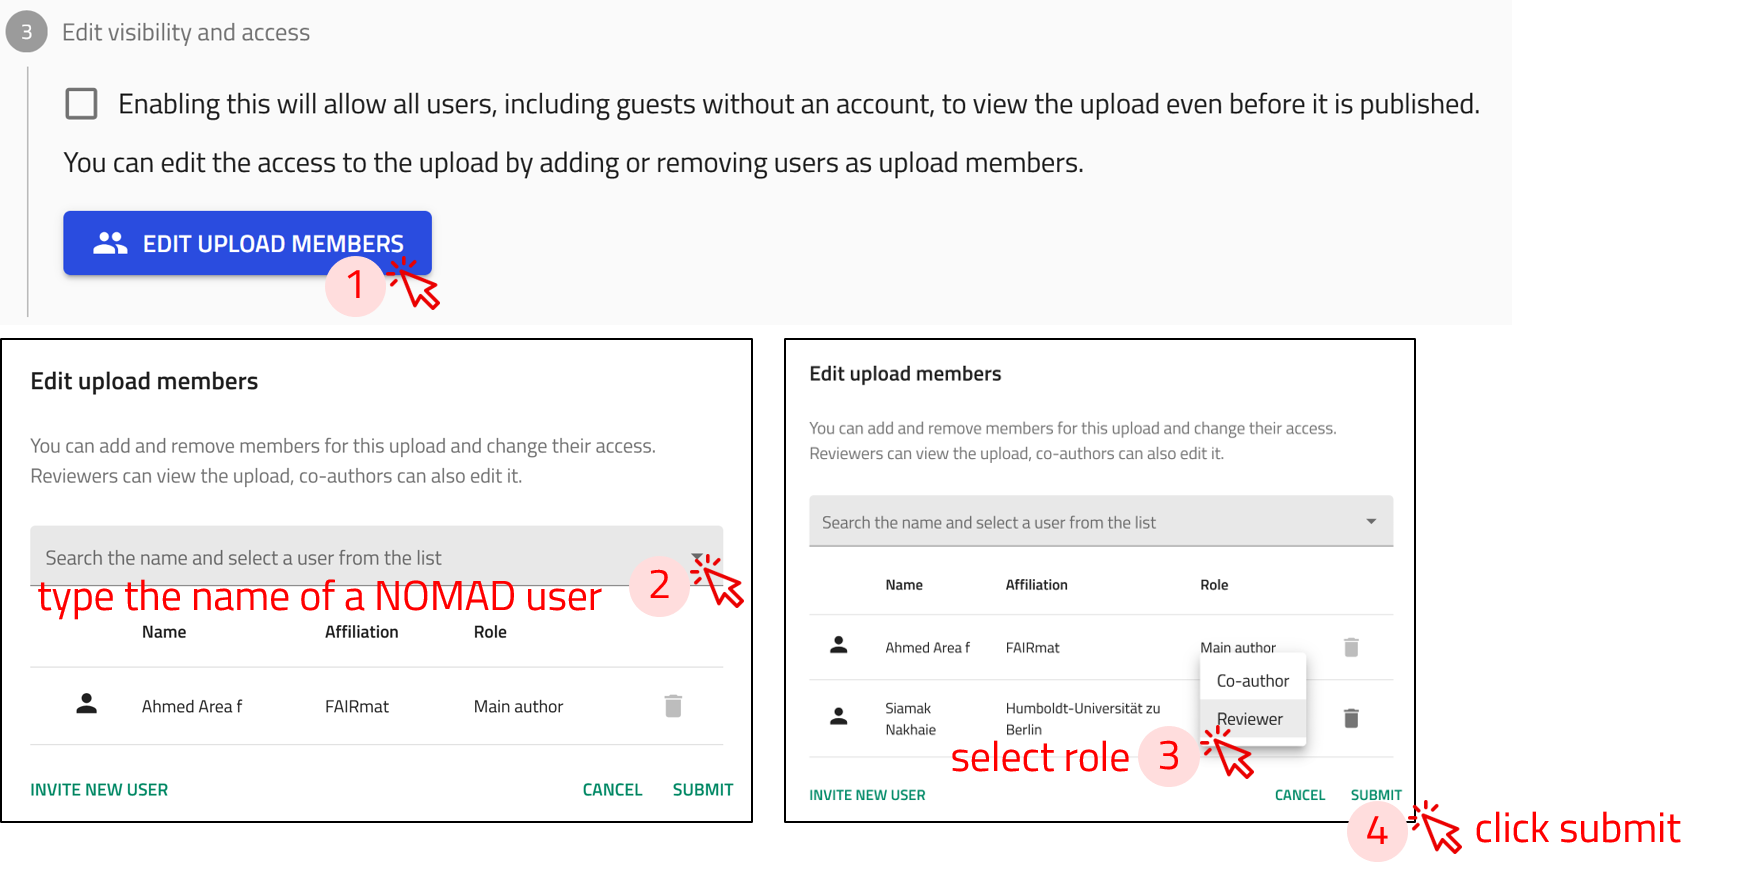 3 Edit visibility and access
Enabling this will allow all users, including guests without an account, to view the upload even before it is published.
You can edit the access to the upload by adding or removing users as upload members.
EDIT UPLOAD MEMBERS
1
Edit upload members
You can add and remove members for this upload and change their access.
Reviewers can view the upload, co-authors can also edit it.
Search the name and select a user from the list
type the name of a NOMAD user 2
Name Affiliation Role
Ahmed Area f FAIRmat Main author
INVITE NEW USER CANCEL SUBMIT
Edit upload members
You can add and remove members for this upload and change their access.
Reviewers can view the upload, co-authors can also edit it.
Search the name and select a user from the list
Name Affiliation Role
Ahmed Area f FAIRmat Main author
Co-author
Siamak Humboldt-Universität zu Reviewer
Nakhaie Berlin
select role 3
INVITE NEW USER CANCEL SUBMIT
4 click submit